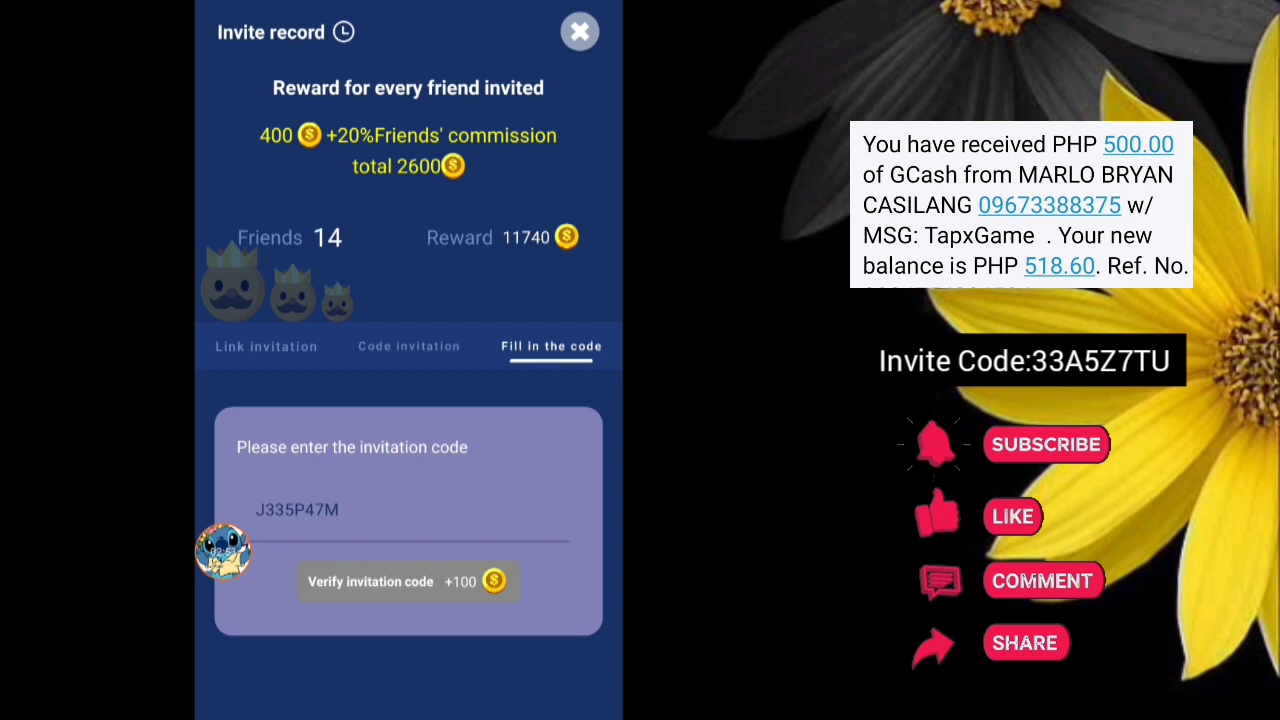 Invite record
Reward for every friend invited
400 +20%Friends' commission
total 2600
Friends 14
Reward 11740
Link invitation
Code invitation
Fill in the code
Please enter the invitation code
J335P47M
02:51
Verify invitation code +100
You have received PHP 500.00
of GCash from MARLO BRYAN
CASILANG 09673388375 w/
MSG: TapxGame . Your new
balance is PHP 518.60. Ref. No.
Invite Code:33A5Z7TU
SUBSCRIBE
LIKE
COMMENT
SHARE